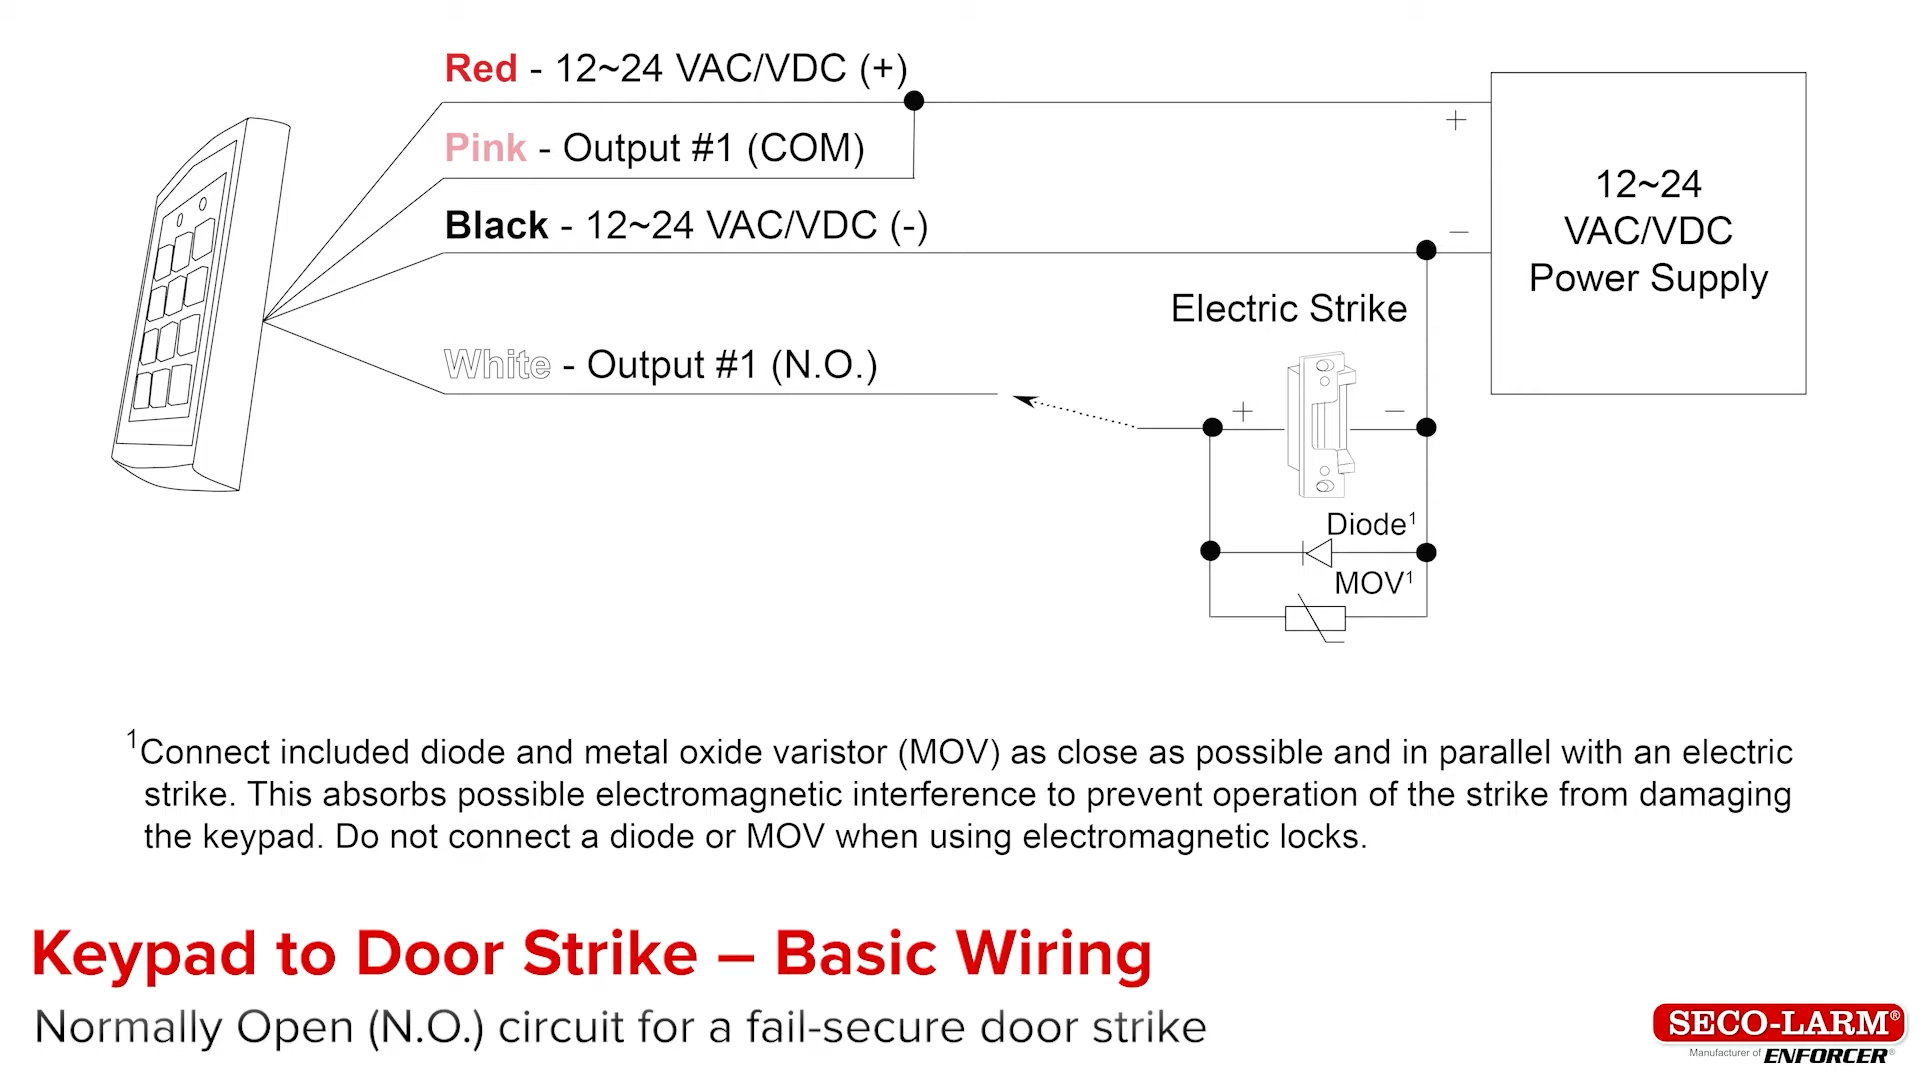 Red - 12~24 VAC/VDC (+)
+
Pink - Output #1 (COM)
Black - 12~24 VAC/VDC (-)
−
12~24
VAC/VDC
Power Supply
Electric Strike
White - Output #1 (N.O.)
+ −
Diode¹
MOV¹
¹Connect included diode and metal oxide varistor (MOV) as close as possible and in parallel with an electric
strike. This absorbs possible electromagnetic interference to prevent operation of the strike from damaging
the keypad. Do not connect a diode or MOV when using electromagnetic locks.
Keypad to Door Strike – Basic Wiring
Normally Open (N.O.) circuit for a fail-secure door strike
SECO-LARM®
Manufacturer of ENFORCER®